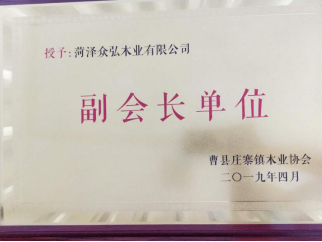 授予:菏泽众弘木业有限公司
副会长单位
曹县庄寨镇木业协会
二〇一九年四月